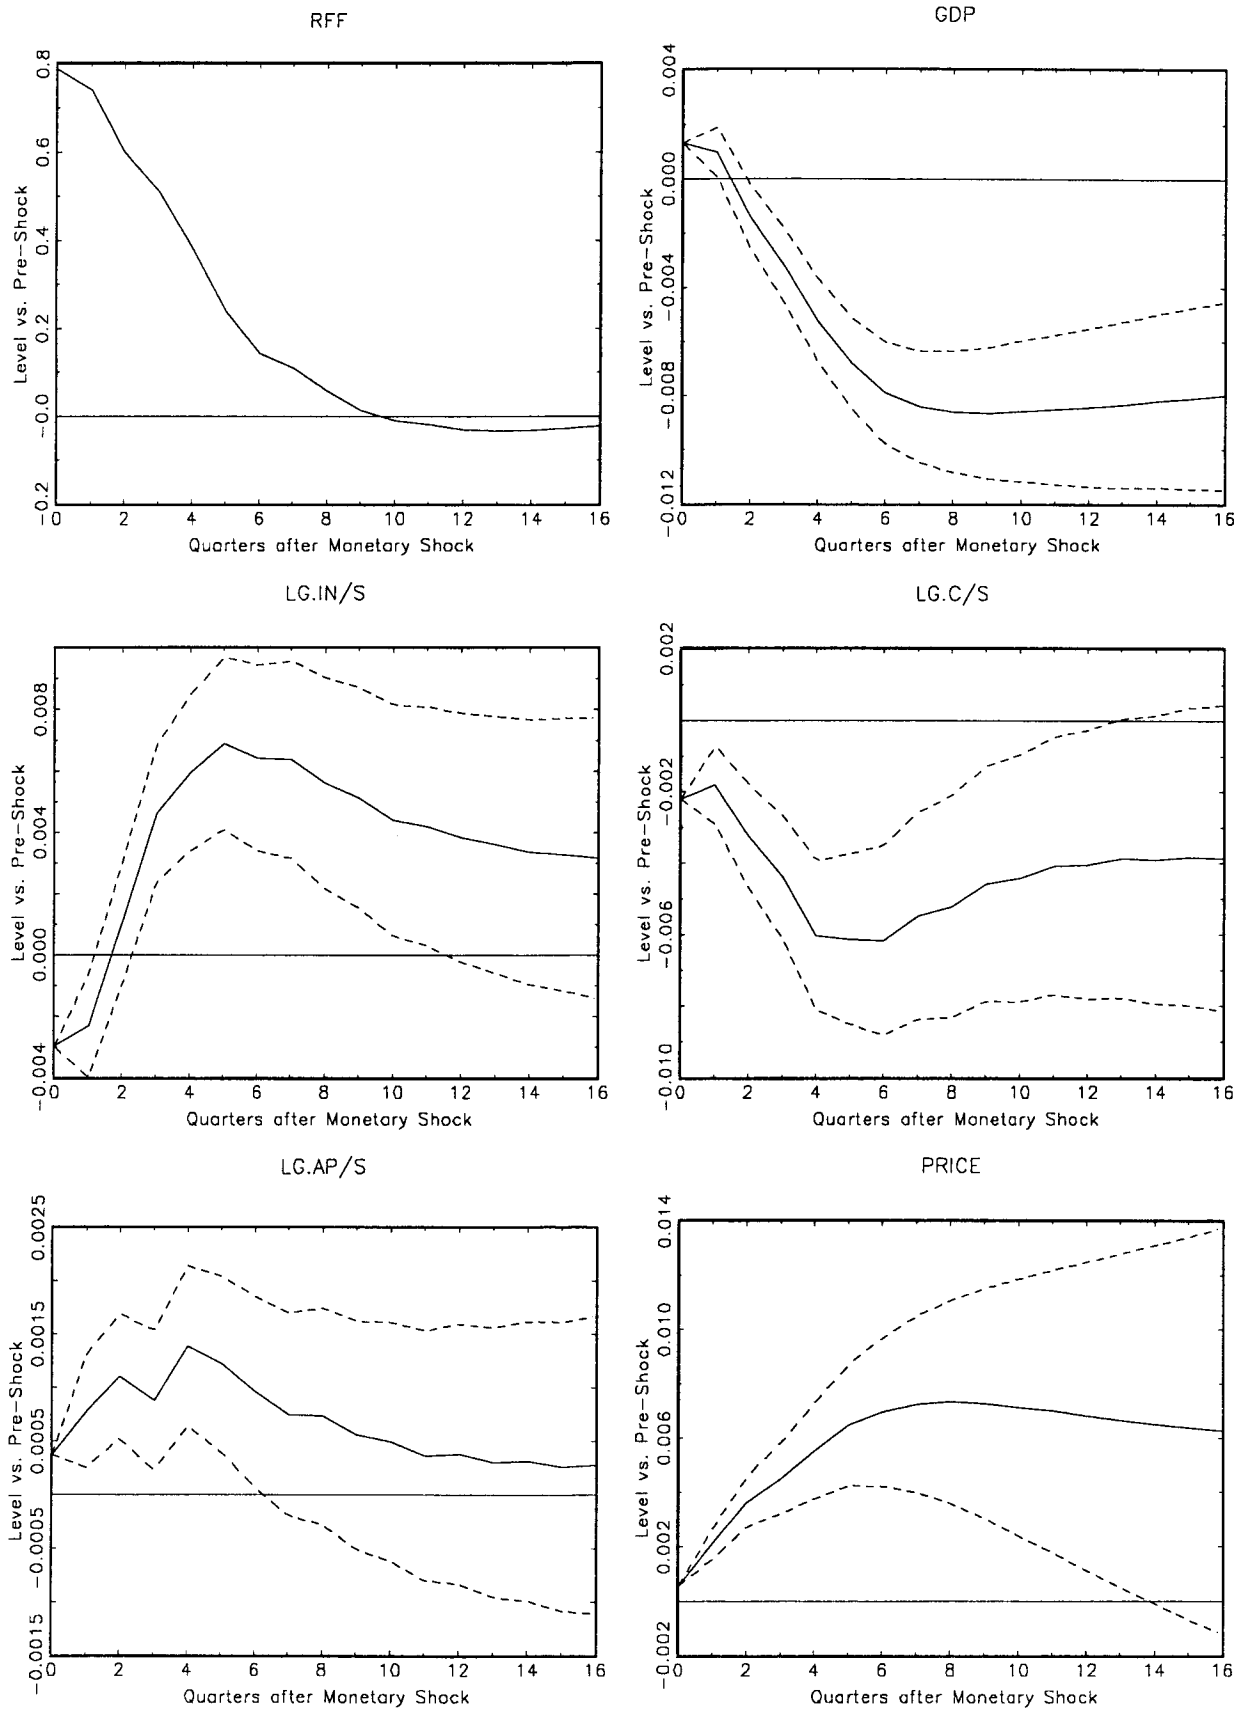 RFF
Level vs. Pre-Shock
0.8
0.6
0.4
0.2
-0.0
-0.2
0 2 4 6 8 10 12 14 16
Quarters after Monetary Shock
GDP
Level vs. Pre-Shock
0.004
0.000
-0.004
-0.008
-0.012
0 2 4 6 8 10 12 14 16
Quarters after Monetary Shock
LG.IN/S
Level vs. Pre-Shock
0.008
0.004
0.000
-0.004
0 2 4 6 8 10 12 14 16
Quarters after Monetary Shock
LG.C/S
Level vs. Pre-Shock
0.002
-0.002
-0.006
-0.010
0 2 4 6 8 10 12 14 16
Quarters after Monetary Shock
LG.AP/S
Level vs. Pre-Shock
0.0025
0.0015
0.0005
-0.0005
-0.0015
0 2 4 6 8 10 12 14 16
Quarters after Monetary Shock
PRICE
Level vs. Pre-Shock
0.014
0.010
0.006
0.002
-0.002
0 2 4 6 8 10 12 14 16
Quarters after Monetary Shock